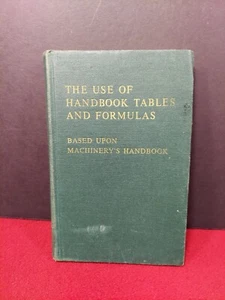 THE USE OF
HANDBOOK TABLES
AND FORMULAS
BASED UPON
MACHINERY'S HANDBOOK